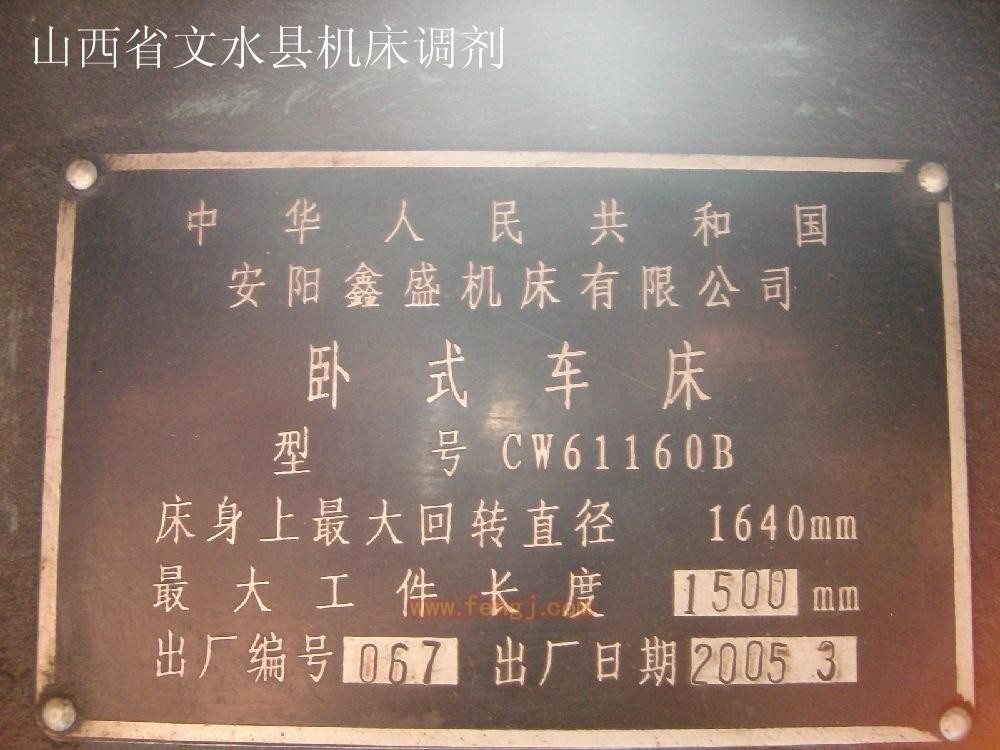 山西省文水县机床调剂
中华人民共和国
安阳鑫盛机床有限公司
卧式车床
型号 CW61160B
床身上最大回转直径 1640mm
最大工件长度 1500 mm
www.fengj.com
出厂编号 067 出厂日期 2005 3